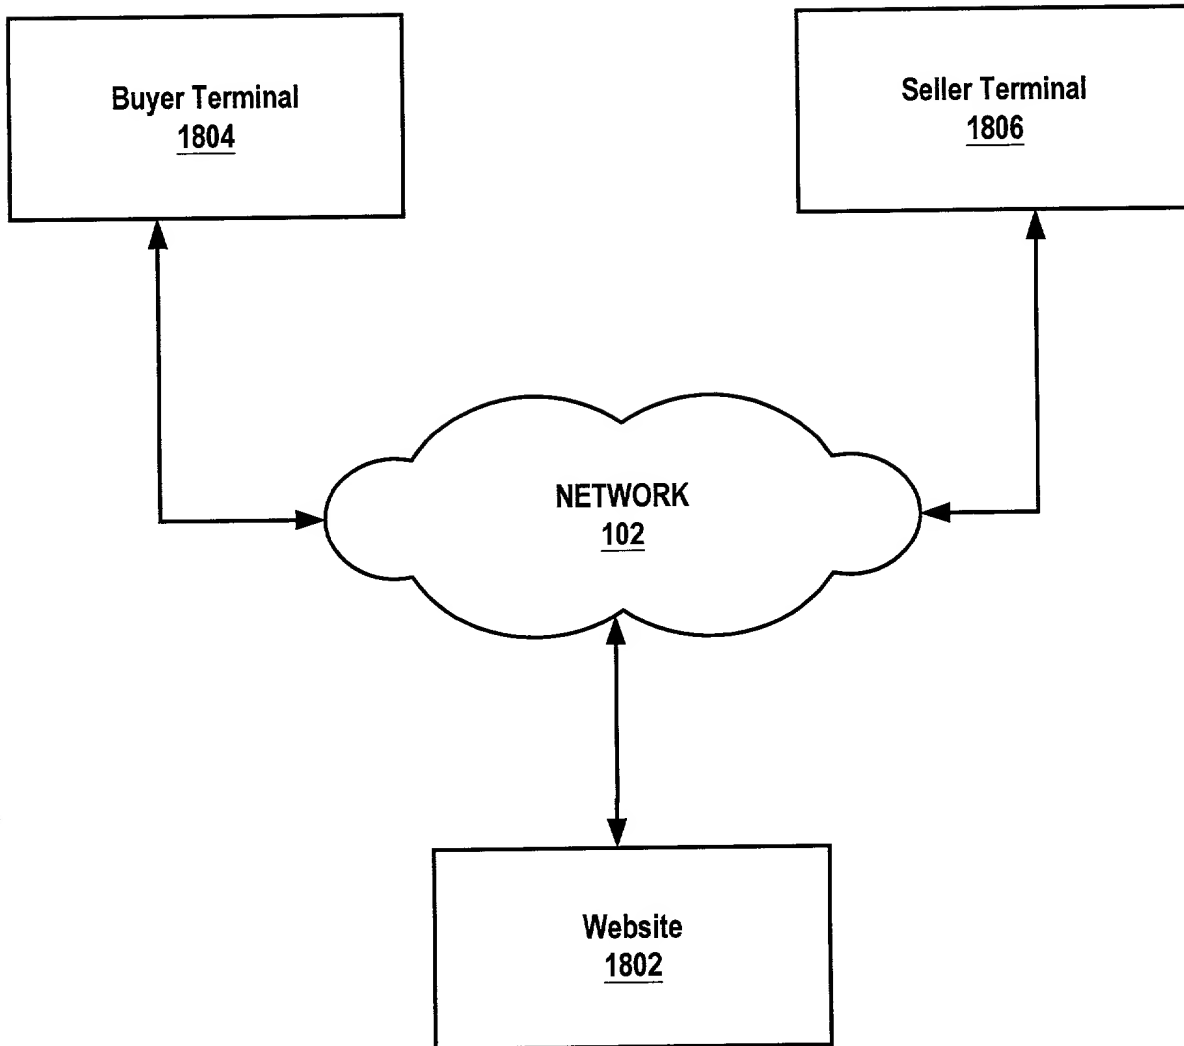 Buyer Terminal
1804
Seller Terminal
1806
NETWORK
102
Website
1802